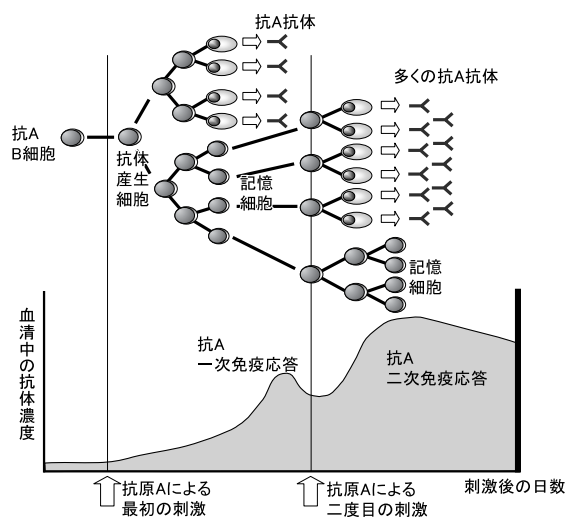 抗A抗体
多くの抗A抗体
抗A
B細胞
抗体
産生
細胞
記憶
細胞
記憶
細胞
血清中の抗体濃度
抗A
一次免疫応答
抗A
二次免疫応答
抗原Aによる
最初の刺激
抗原Aによる
二度目の刺激
刺激後の日数